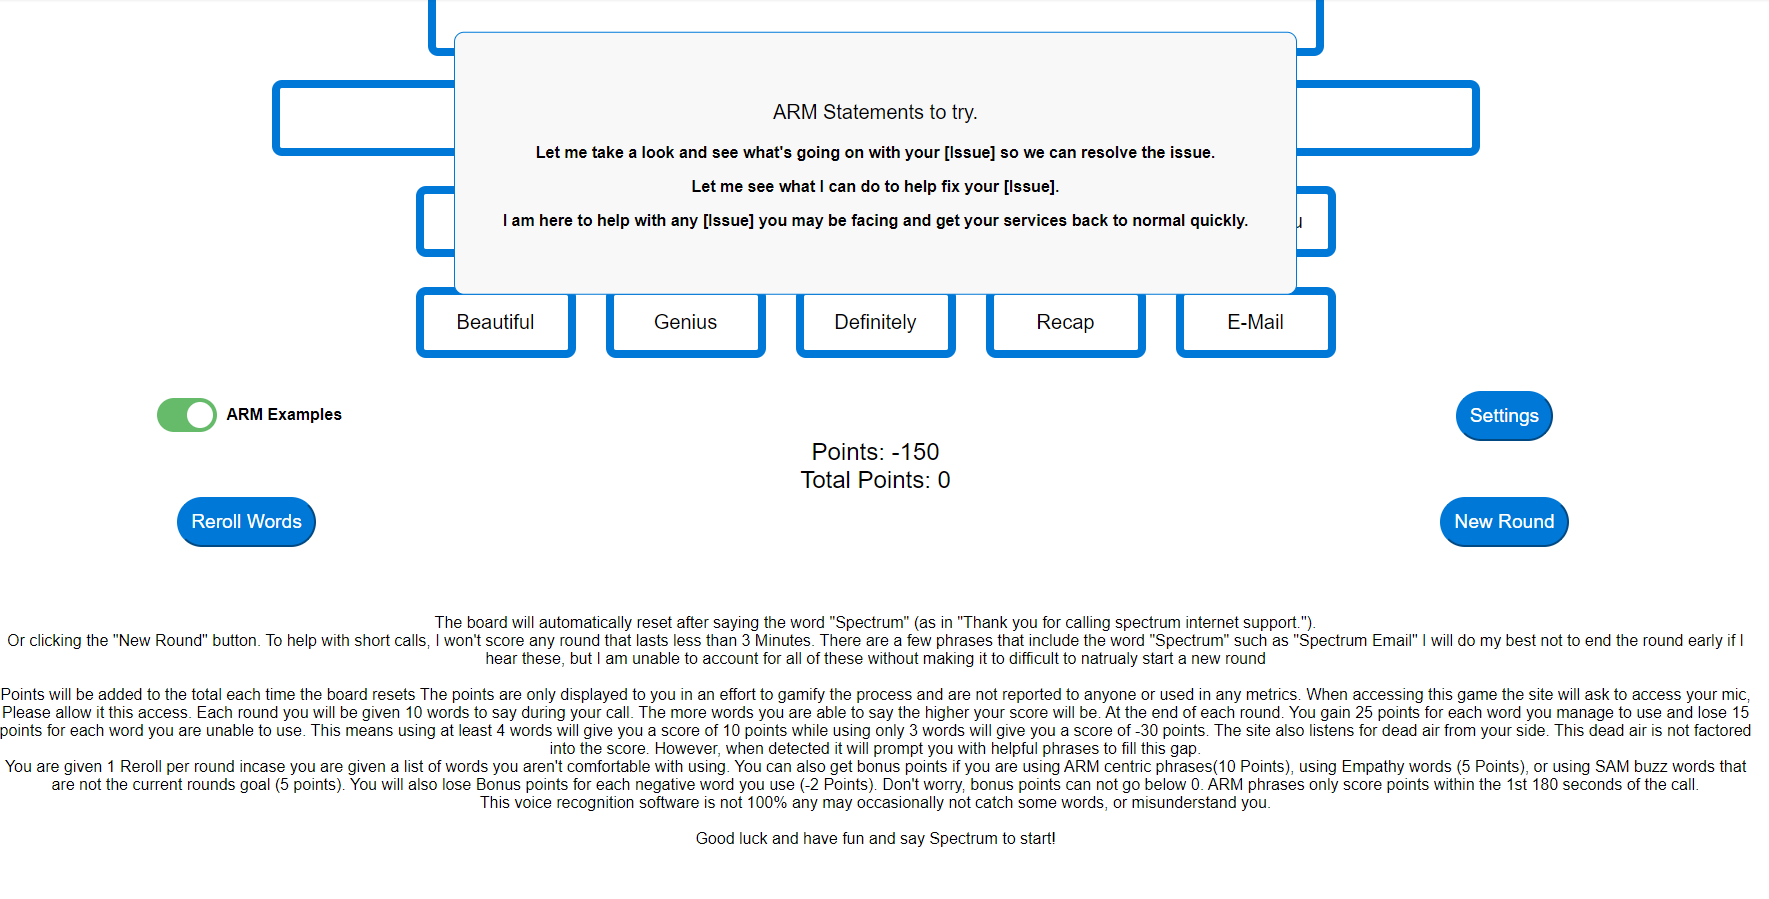 ARM Statements to try.
Let me take a look and see what's going on with your [Issue] so we can resolve the issue.
Let me see what I can do to help fix your [Issue].
I am here to help with any [Issue] you may be facing and get your services back to normal quickly.
Beautiful
Genius
Definitely
Recap
E-Mail
ARM Examples
Settings
Points: -150
Total Points: 0
Reroll Words
New Round
The board will automatically reset after saying the word "Spectrum" (as in "Thank you for calling spectrum internet support.").
Or clicking the "New Round" button. To help with short calls, I won't score any round that lasts less than 3 Minutes. There are a few phrases that include the word "Spectrum" such as "Spectrum Email" I will do my best not to end the round early if I
hear these, but I am unable to account for all of these without making it to difficult to natrualy start a new round
Points will be added to the total each time the board resets The points are only displayed to you in an effort to gamify the process and are not reported to anyone or used in any metrics. When accessing this game the site will ask to access your mic,
Please allow it this access. Each round you will be given 10 words to say during your call. The more words you are able to say the higher your score will be. At the end of each round. You gain 25 points for each word you manage to use and lose 15
points for each word you are unable to use. This means using at least 4 words will give you a score of 10 points while using only 3 words will give you a score of -30 points. The site also listens for dead air from your side. This dead air is not factored
into the score. However, when detected it will prompt you with helpful phrases to fill this gap.
You are given 1 Reroll per round incase you are given a list of words you aren't comfortable with using. You can also get bonus points if you are using ARM centric phrases(10 Points), using Empathy words (5 Points), or using SAM buzz words that
are not the current rounds goal (5 points). You will also lose Bonus points for each negative word you use (-2 Points). Don't worry, bonus points can not go below 0. ARM phrases only score points within the 1st 180 seconds of the call.
This voice recognition software is not 100% any may occasionally not catch some words, or misunderstand you.
Good luck and have fun and say Spectrum to start!